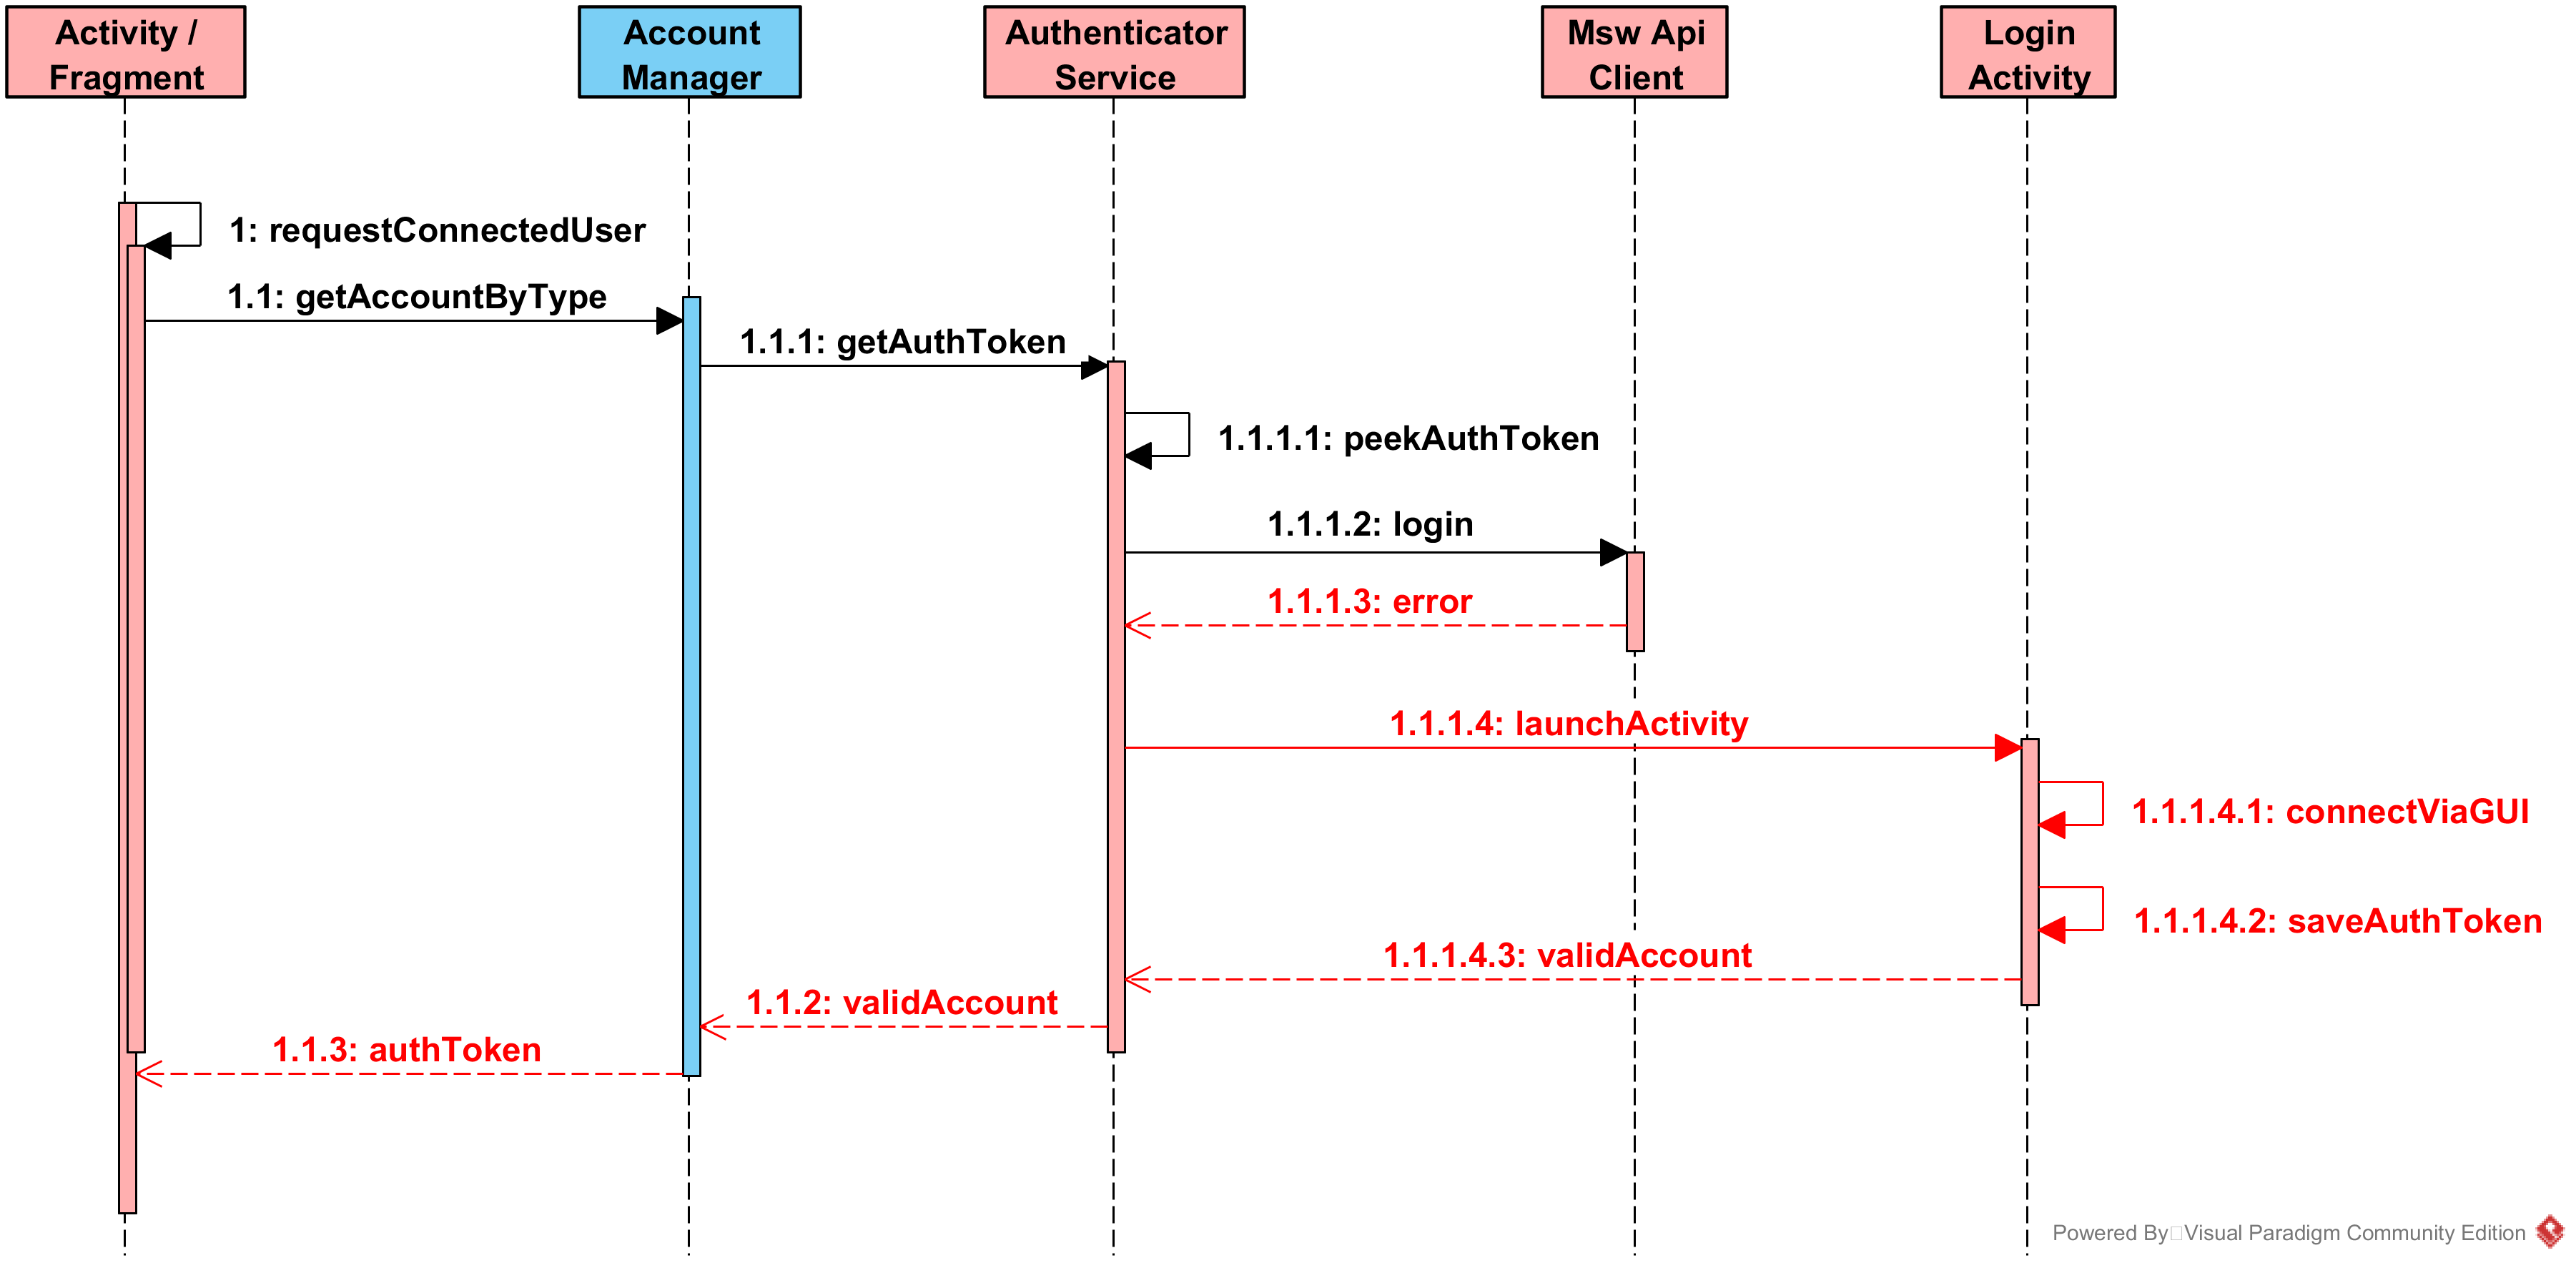 Activity /
Fragment
Account
Manager
Authenticator
Service
Msw Api
Client
Login
Activity
1: requestConnectedUser
1.1: getAccountByType
1.1.1: getAuthToken
1.1.1.1: peekAuthToken
1.1.1.2: login
1.1.1.3: error
1.1.1.4: launchActivity
1.1.1.4.1: connectViaGUI
1.1.1.4.2: saveAuthToken
1.1.1.4.3: validAccount
1.1.2: validAccount
1.1.3: authToken
Powered By Visual Paradigm Community Edition